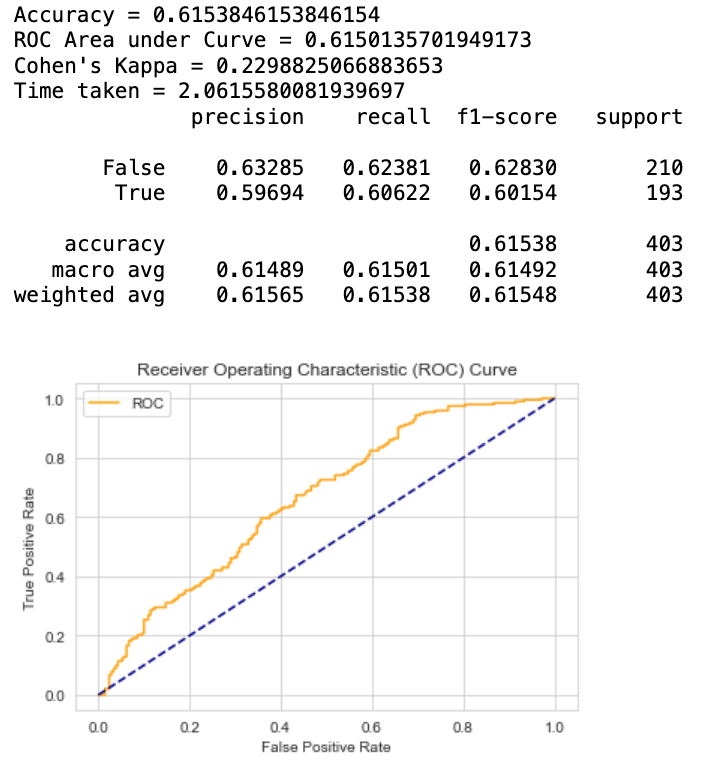 Accuracy = 0.6153846153846154
ROC Area under Curve = 0.6150135701949173
Cohen's Kappa = 0.2298825066883653
Time taken = 2.0615580081939697
precision recall f1-score support
False 0.63285 0.62381 0.62830 210
True 0.59694 0.60622 0.60154 193
accuracy 0.61538 403
macro avg 0.61489 0.61501 0.61492 403
weighted avg 0.61565 0.61538 0.61548 403
Receiver Operating Characteristic (ROC) Curve
ROC
True Positive Rate
1.0
0.8
0.6
0.4
0.2
0.0
0.0 0.2 0.4 0.6 0.8 1.0
False Positive Rate